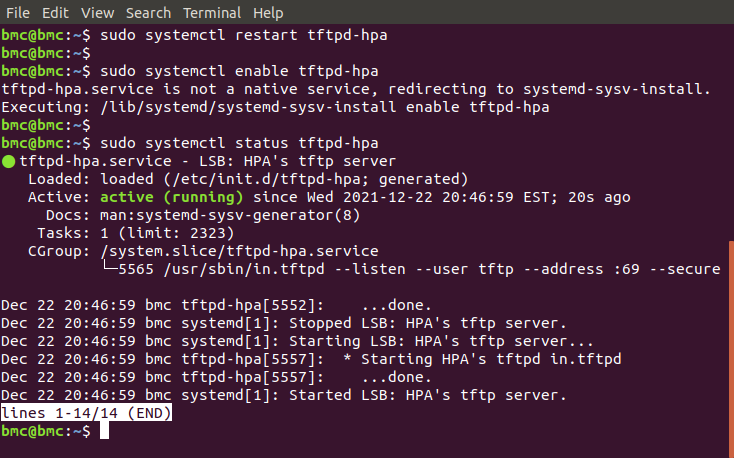 File Edit View Search Terminal Help
bmc@bmc:~$ sudo systemctl restart tftpd-hpa
bmc@bmc:~$
bmc@bmc:~$ sudo systemctl enable tftpd-hpa
tftpd-hpa.service is not a native service, redirecting to systemd-sysv-install.
Executing: /lib/systemd/systemd-sysv-install enable tftpd-hpa
bmc@bmc:~$
bmc@bmc:~$ sudo systemctl status tftpd-hpa
● tftpd-hpa.service - LSB: HPA's tftp server
   Loaded: loaded (/etc/init.d/tftpd-hpa; generated)
   Active: active (running) since Wed 2021-12-22 20:46:59 EST; 20s ago
     Docs: man:systemd-sysv-generator(8)
    Tasks: 1 (limit: 2323)
   CGroup: /system.slice/tftpd-hpa.service
           └─5565 /usr/sbin/in.tftpd --listen --user tftp --address :69 --secure

Dec 22 20:46:59 bmc tftpd-hpa[5552]:    ...done.
Dec 22 20:46:59 bmc systemd[1]: Stopped LSB: HPA's tftp server.
Dec 22 20:46:59 bmc systemd[1]: Starting LSB: HPA's tftp server...
Dec 22 20:46:59 bmc tftpd-hpa[5557]:  * Starting HPA's tftpd in.tftpd
Dec 22 20:46:59 bmc tftpd-hpa[5557]:    ...done.
Dec 22 20:46:59 bmc systemd[1]: Started LSB: HPA's tftp server.
lines 1-14/14 (END)
bmc@bmc:~$